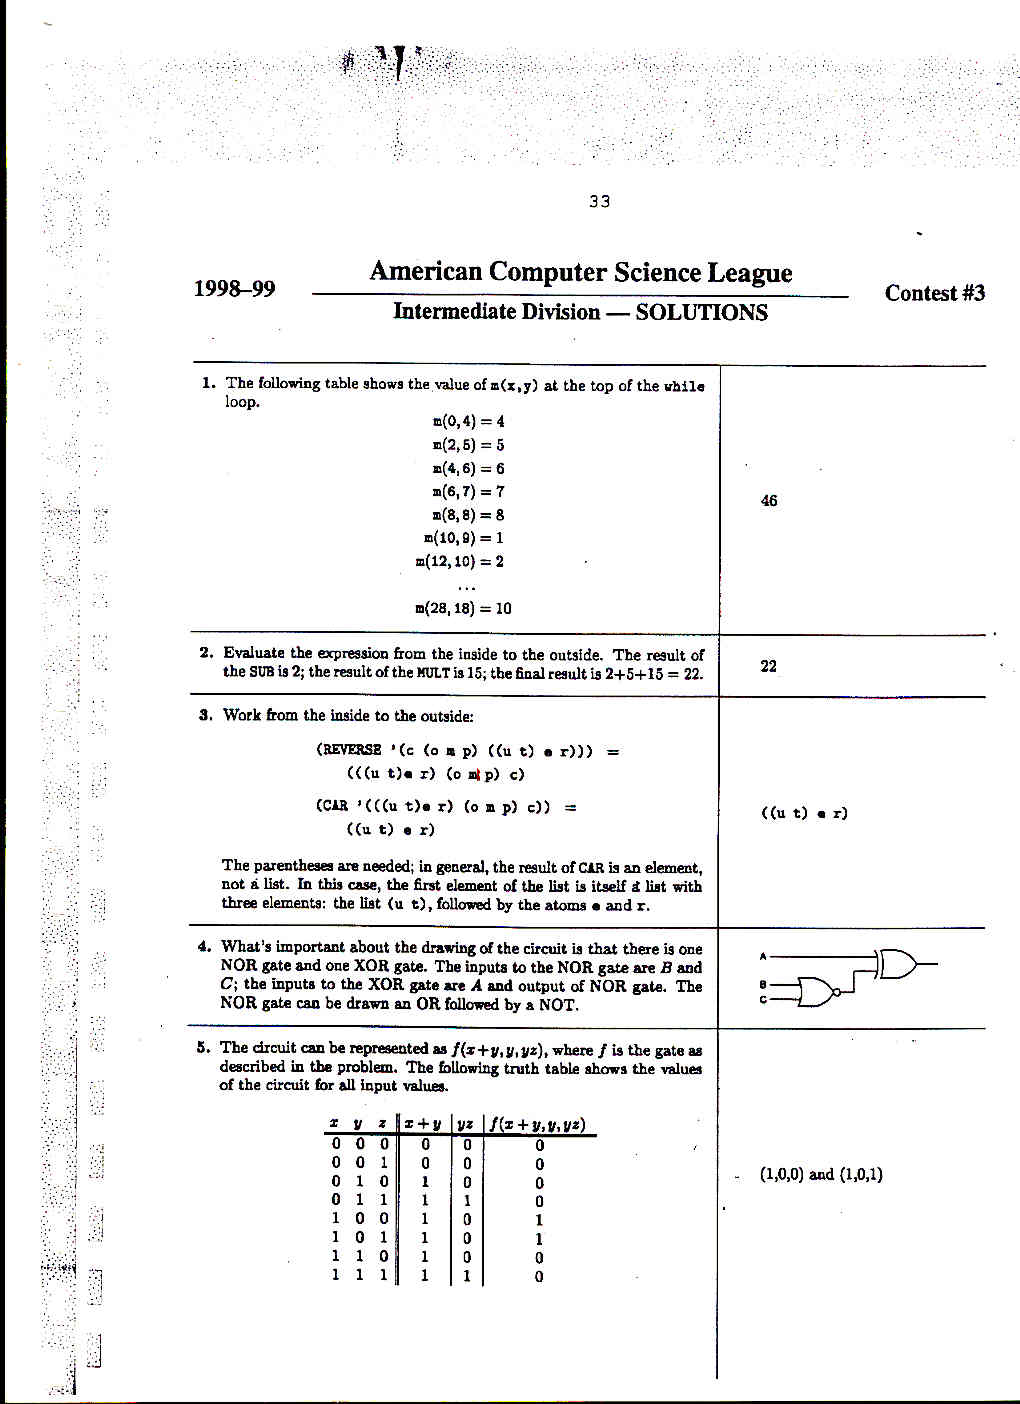 33
American Computer Science League
1998–99
Contest #3
Intermediate Division — SOLUTIONS
1. The following table shows the value of m(x,y) at the top of the while
loop.
m(0,4) = 4
m(2,5) = 5
m(4,6) = 6
m(6,7) = 7
m(8,8) = 8
m(10,9) = 1
m(12,10) = 2
...
m(28,18) = 10
46
2. Evaluate the expression from the inside to the outside. The result of
the SUB is 2; the result of the MULT is 15; the final result is 2+5+15 = 22.
22
3. Work from the inside to the outside:
(REVERSE '(c (o m p) ((u t) e r))) =
(((u t)e r) (o m p) c)
(CAR '(((u t)e r) (o m p) c)) =
((u t) e r)
The parentheses are needed; in general, the result of CAR is an element,
not a list. In this case, the first element of the list is itself a list with
three elements: the list (u t), followed by the atoms e and r.
((u t) e r)
4. What's important about the drawing of the circuit is that there is one
NOR gate and one XOR gate. The inputs to the NOR gate are B and
C; the inputs to the XOR gate are A and output of NOR gate. The
NOR gate can be drawn an OR followed by a NOT.
A
B
C
5. The circuit can be represented as f(x+y, y, yz), where f is the gate as
described in the problem. The following truth table shows the values
of the circuit for all input values.
x y z x+y yz f(x+y,y,yz)
0 0 0 0 0 0
0 0 1 0 0 0
0 1 0 1 0 0
0 1 1 1 1 0
1 0 0 1 0 1
1 0 1 1 0 1
1 1 0 1 0 0
1 1 1 1 1 0
(1,0,0) and (1,0,1)